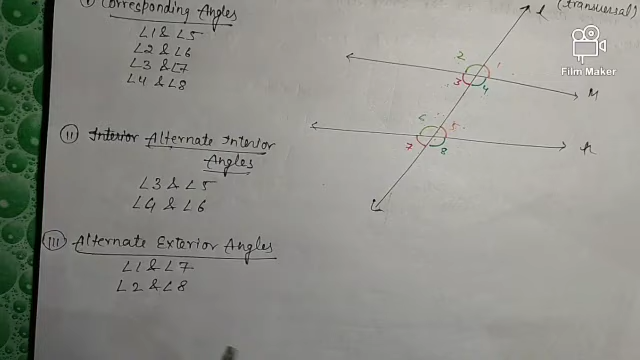 Corresponding Angles
∠1 & ∠5
∠2 & ∠6
∠3 & ∠7
∠4 & ∠8
(II) Interior Alternate Interior
Angles
∠3 & ∠5
∠4 & ∠6
(III) Alternate Exterior Angles
∠1 & ∠7
∠2 & ∠8
l (transversal)
2 1
3 4
M
6 5
7 8
Film Maker